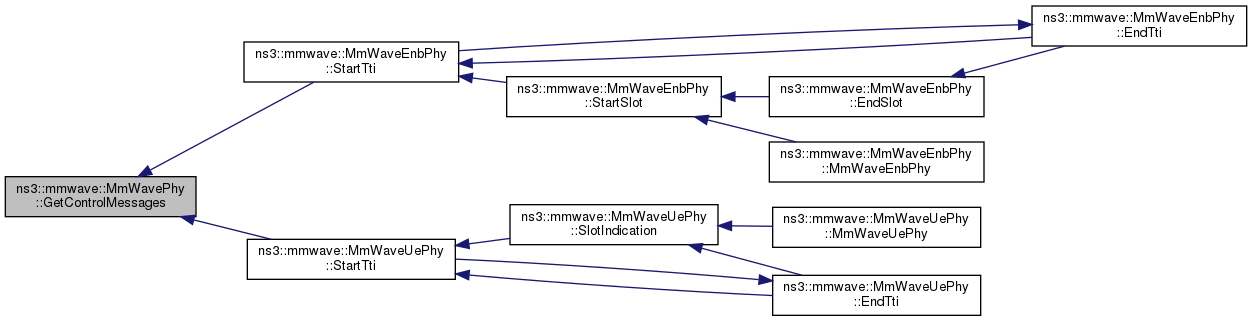 ns3::mmwave::MmWavePhy
::GetControlMessages
ns3::mmwave::MmWaveEnbPhy
::StartTti
ns3::mmwave::MmWaveEnbPhy
::EndTti
ns3::mmwave::MmWaveEnbPhy
::StartSlot
ns3::mmwave::MmWaveEnbPhy
::EndSlot
ns3::mmwave::MmWaveEnbPhy
::MmWaveEnbPhy
ns3::mmwave::MmWaveUePhy
::StartTti
ns3::mmwave::MmWaveUePhy
::SlotIndication
ns3::mmwave::MmWaveUePhy
::MmWaveUePhy
ns3::mmwave::MmWaveUePhy
::EndTti